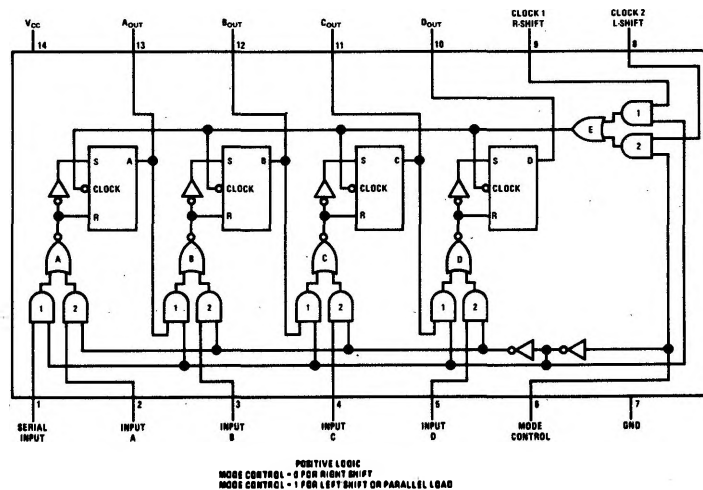 VCC AOUT BOUT COUT DOUT CLOCK 1 R-SHIFT CLOCK 2 L-SHIFT
14 13 12 11 10 9 8
E 1
2
S A S B S C S D
CLOCK CLOCK CLOCK CLOCK
R R R R
A B C D
1 2 1 2 1 2 1 2
1 2 3 4 5 6 7
SERIAL INPUT INPUT A INPUT B INPUT C INPUT D MODE CONTROL GND
POSITIVE LOGIC
MODE CONTROL = 0 FOR RIGHT SHIFT
MODE CONTROL = 1 FOR LEFT SHIFT OR PARALLEL LOAD